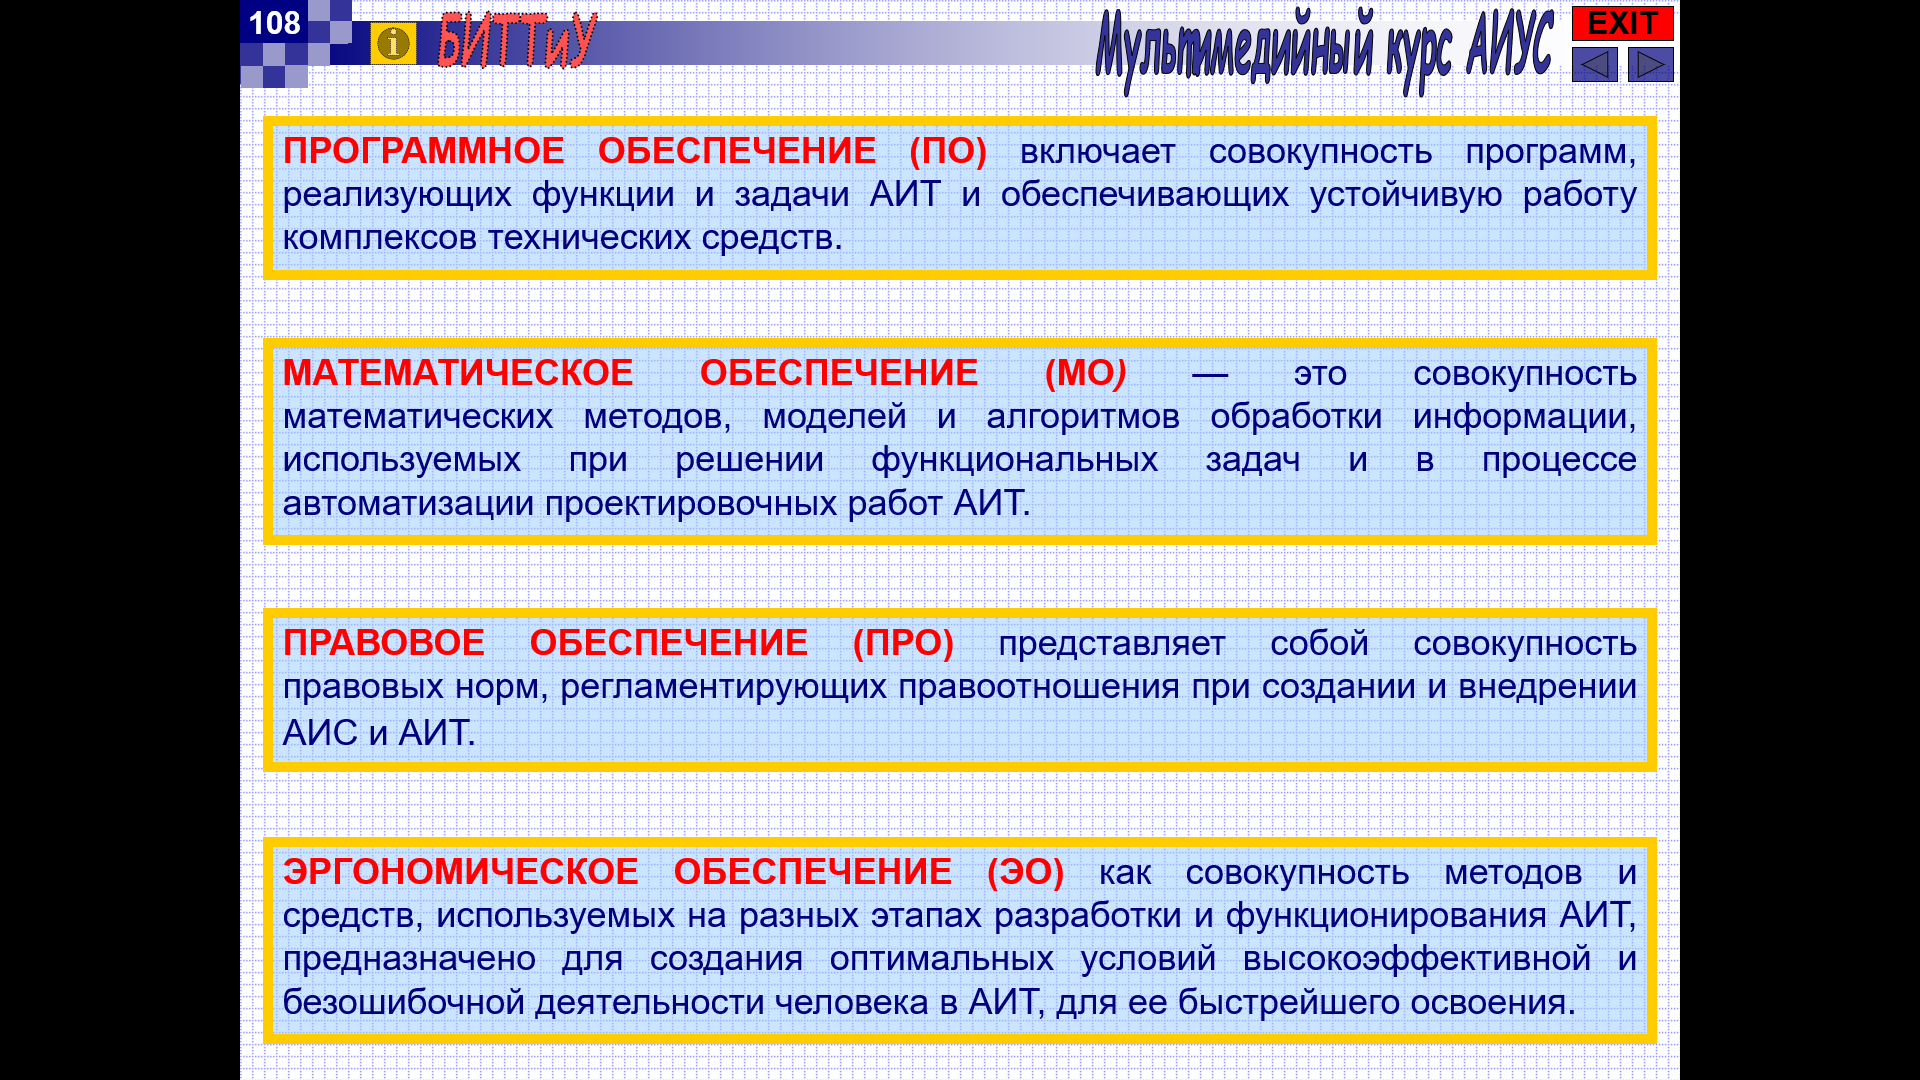 108
i
БИТТиУ
Мультимедийный курс АИУС
EXIT
ПРОГРАММНОЕ ОБЕСПЕЧЕНИЕ (ПО) включает совокупность программ,
реализующих функции и задачи АИТ и обеспечивающих устойчивую работу
комплексов технических средств.
МАТЕМАТИЧЕСКОЕ ОБЕСПЕЧЕНИЕ (МО) — это совокупность
математических методов, моделей и алгоритмов обработки информации,
используемых при решении функциональных задач и в процессе
автоматизации проектировочных работ АИТ.
ПРАВОВОЕ ОБЕСПЕЧЕНИЕ (ПРО) представляет собой совокупность
правовых норм, регламентирующих правоотношения при создании и внедрении
АИС и АИТ.
ЭРГОНОМИЧЕСКОЕ ОБЕСПЕЧЕНИЕ (ЭО) как совокупность методов и
средств, используемых на разных этапах разработки и функционирования АИТ,
предназначено для создания оптимальных условий высокоэффективной и
безошибочной деятельности человека в АИТ, для ее быстрейшего освоения.